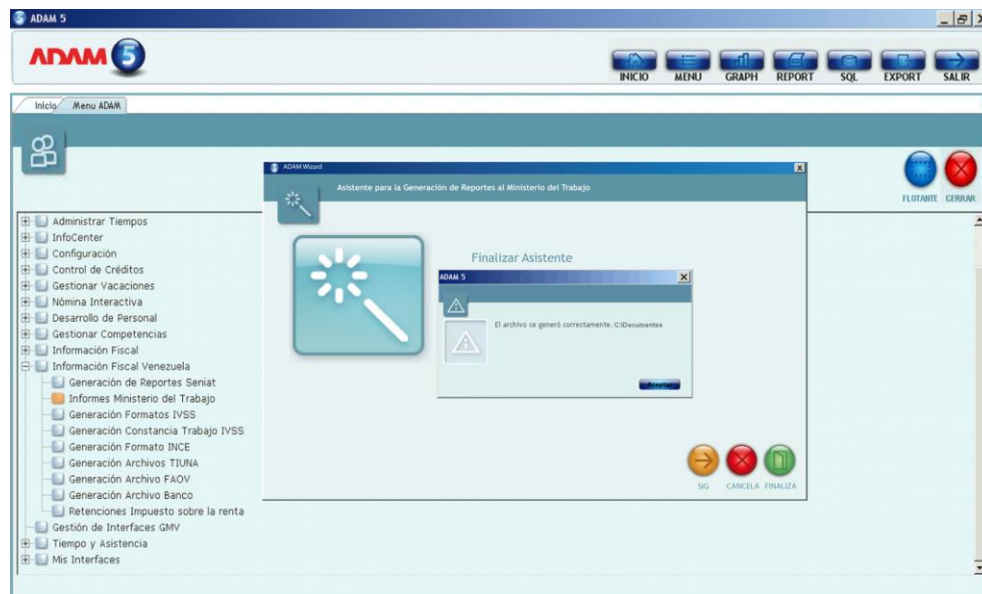 ADAM 5
ADAM 5
INICIO MENU GRAPH REPORT SQL EXPORT SALIR
Inicio Menu ADAM
FLOTANTE CERRAR
ADAM Wizard
Asistente para la Generación de Reportes al Ministerio del Trabajo
Finalizar Asistente
ADAM 5
El archivo se generó correctamente. C:\Documentos
Aceptar
SIG CANCELA FINALIZA
Administrar Tiempos
InfoCenter
Configuración
Control de Créditos
Gestionar Vacaciones
Nómina Interactiva
Desarrollo de Personal
Gestionar Competencias
Información Fiscal
Información Fiscal Venezuela
Generación de Reportes Seniat
Informes Ministerio del Trabajo
Generación Formatos IVSS
Generación Constancia Trabajo IVSS
Generación Formato INCE
Generación Archivos TIUNA
Generación Archivo FAOV
Generación Archivo Banco
Retenciones Impuesto sobre la renta
Gestión de Interfaces GMV
Tiempo y Asistencia
Mis Interfaces